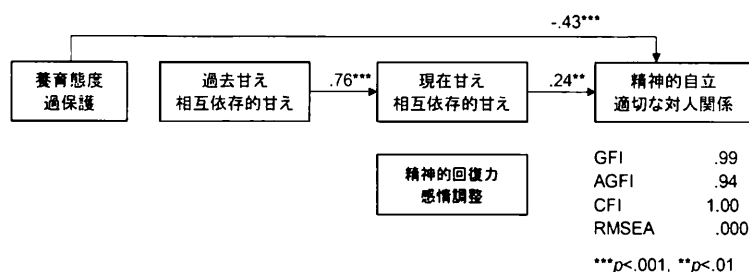 -.43***
養育態度
過保護
過去甘え
相互依存的甘え
.76***
現在甘え
相互依存的甘え
.24**
精神的自立
適切な対人関係
精神的回復力
感情調整
GFI .99
AGFI .94
CFI 1.00
RMSEA .000
***p<.001, **p<.01